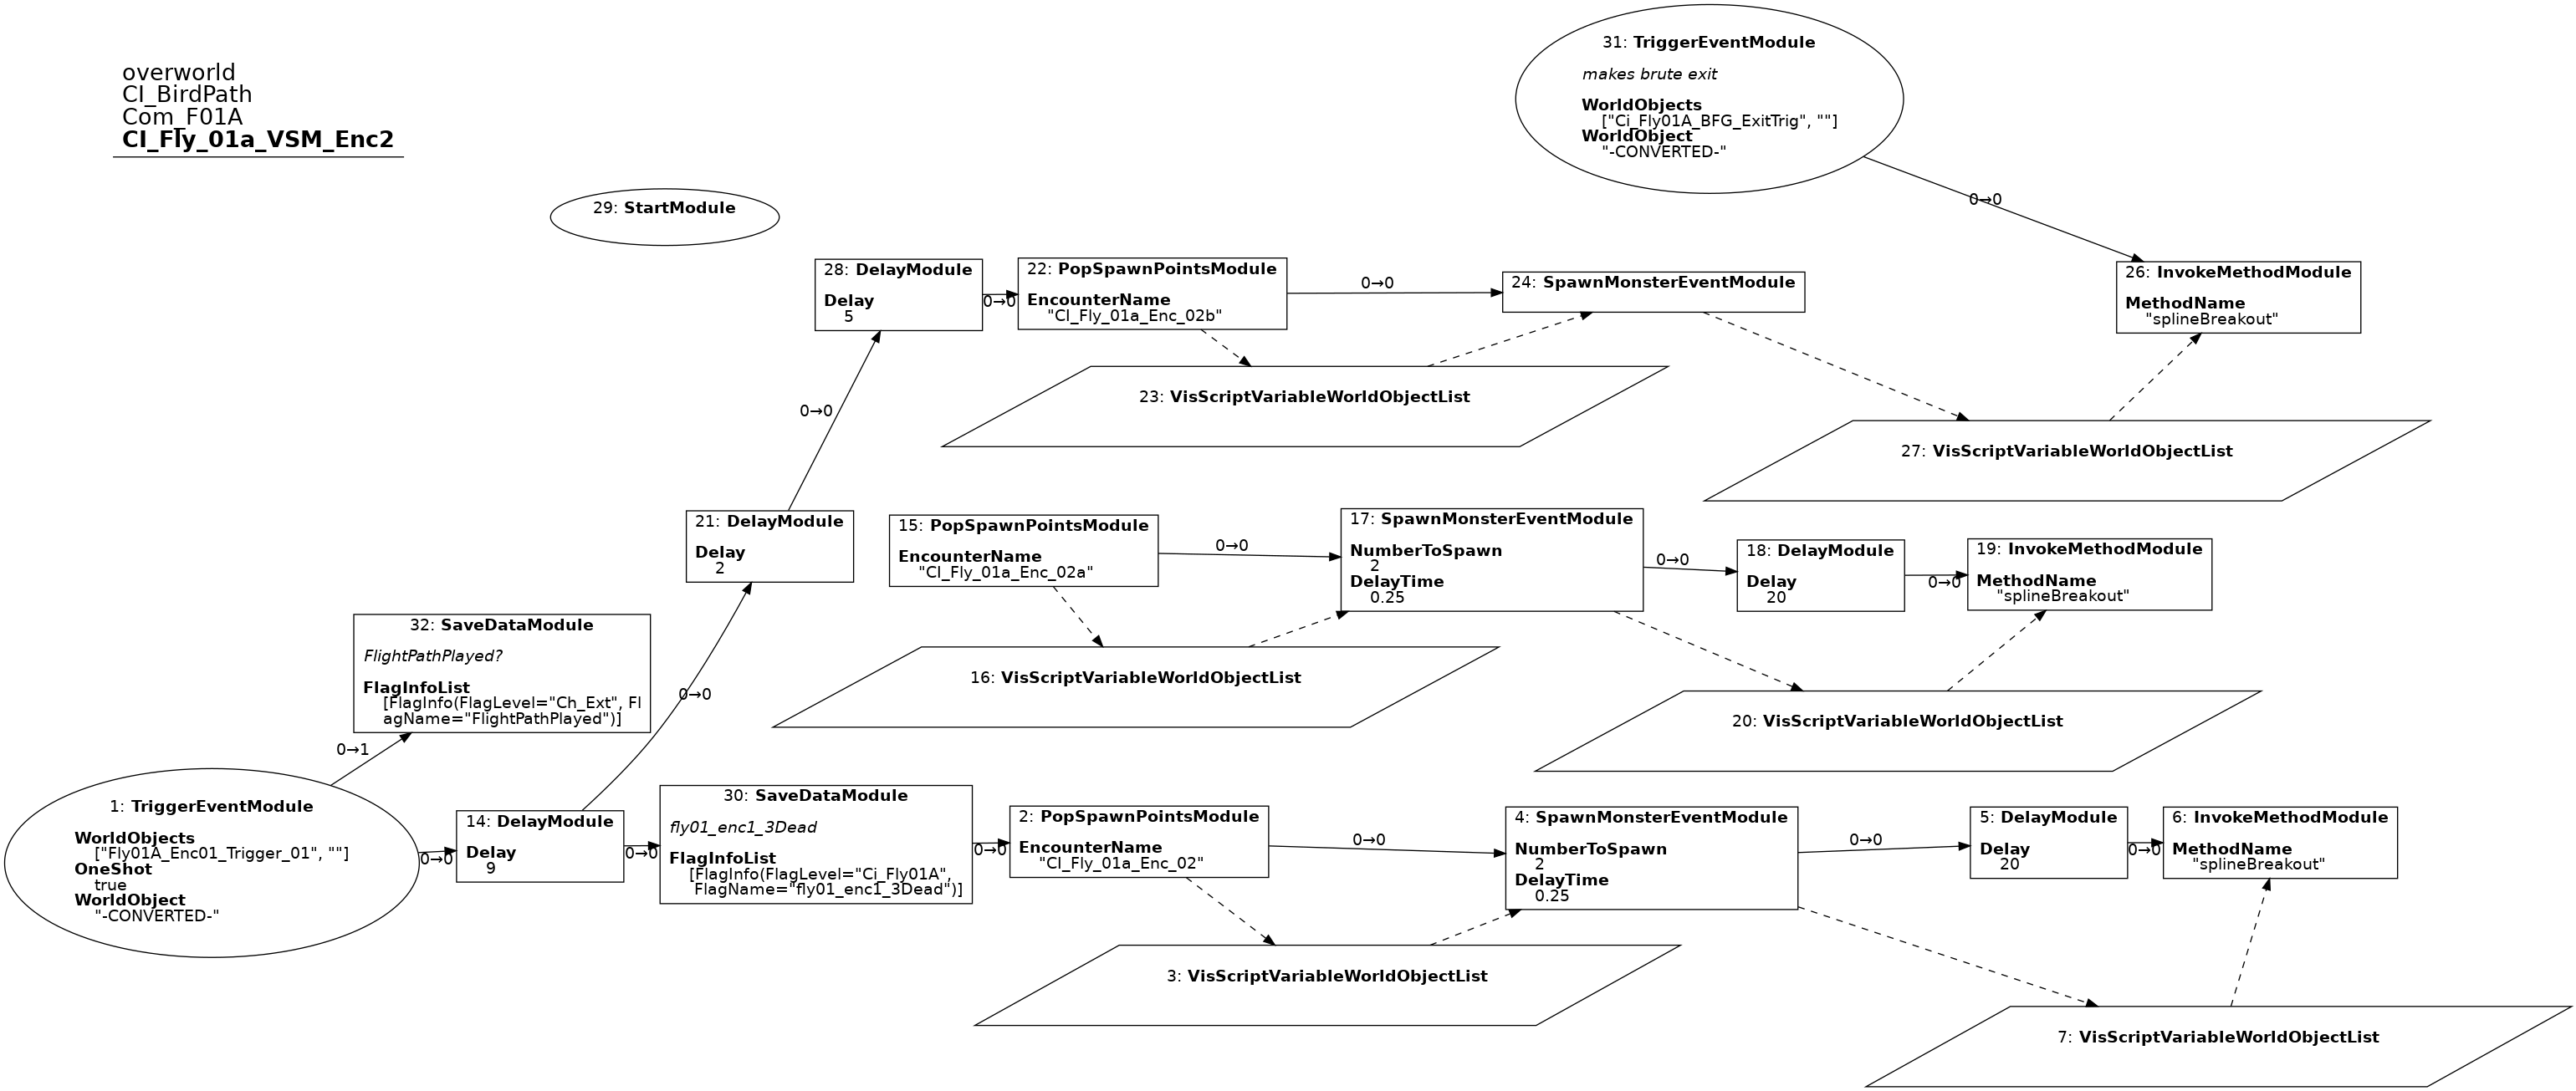 overworld
CI_BirdPath
Com_F01A
CI_Fly_01a_VSM_Enc2
31: TriggerEventModule
makes brute exit
WorldObjects
["Ci_Fly01A_BFG_ExitTrig", ""]
WorldObject
"-CONVERTED-"
0→0
29: StartModule
28: DelayModule
Delay
5
0→0
22: PopSpawnPointsModule
EncounterName
"CI_Fly_01a_Enc_02b"
0→0
24: SpawnMonsterEventModule
26: InvokeMethodModule
MethodName
"splineBreakout"
23: VisScriptVariableWorldObjectList
27: VisScriptVariableWorldObjectList
0→0
21: DelayModule
Delay
2
15: PopSpawnPointsModule
EncounterName
"CI_Fly_01a_Enc_02a"
0→0
17: SpawnMonsterEventModule
NumberToSpawn
2
DelayTime
0.25
0→0
18: DelayModule
Delay
20
0→0
19: InvokeMethodModule
MethodName
"splineBreakout"
16: VisScriptVariableWorldObjectList
20: VisScriptVariableWorldObjectList
32: SaveDataModule
FlightPathPlayed?
FlagInfoList
[FlagInfo(FlagLevel="Ch_Ext", Fl
agName="FlightPathPlayed")]
0→0
0→1
1: TriggerEventModule
WorldObjects
["Fly01A_Enc01_Trigger_01", ""]
OneShot
true
WorldObject
"-CONVERTED-"
0→0
14: DelayModule
Delay
9
0→0
30: SaveDataModule
fly01_enc1_3Dead
FlagInfoList
[FlagInfo(FlagLevel="Ci_Fly01A",
FlagName="fly01_enc1_3Dead")]
0→0
2: PopSpawnPointsModule
EncounterName
"CI_Fly_01a_Enc_02"
0→0
4: SpawnMonsterEventModule
NumberToSpawn
2
DelayTime
0.25
0→0
5: DelayModule
Delay
20
0→0
6: InvokeMethodModule
MethodName
"splineBreakout"
3: VisScriptVariableWorldObjectList
7: VisScriptVariableWorldObjectList